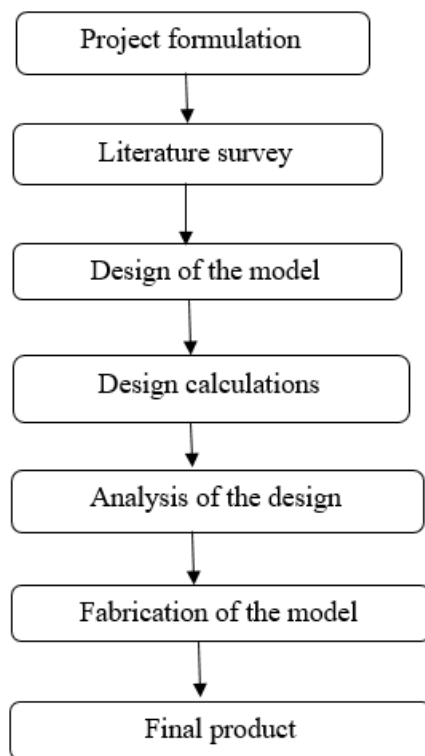 Project formulation
Literature survey
Design of the model
Design calculations
Analysis of the design
Fabrication of the model
Final product